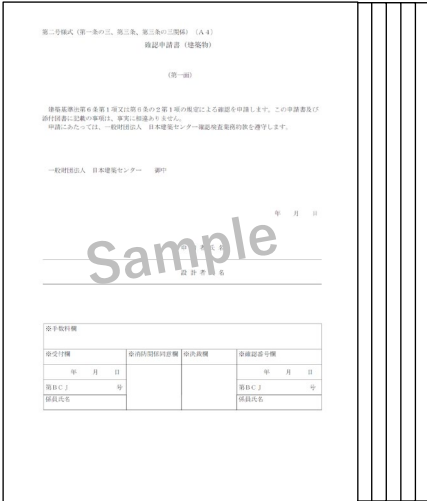 第二号様式（第一条の三、第三条、第三条の三関係）（A4）
確認申請書（建築物）
（第一面）
建築基準法第6条第1項又は第6条の2第1項の規定による確認を申請します。この申請書及び
添付図書に記載の事項は、事実に相違ありません。
申請にあたっては、一般財団法人 日本建築センター確認検査業務約款を遵守します。
一般財団法人 日本建築センター 御中
年 月 日
Sample
者氏名
設計者 名
※手数料欄
※受付欄 ※消防関係同意欄 ※決裁欄 ※確認番号欄
年 月 日 年 月 日
第BCJ 号 第BCJ 号
係員氏名 係員氏名